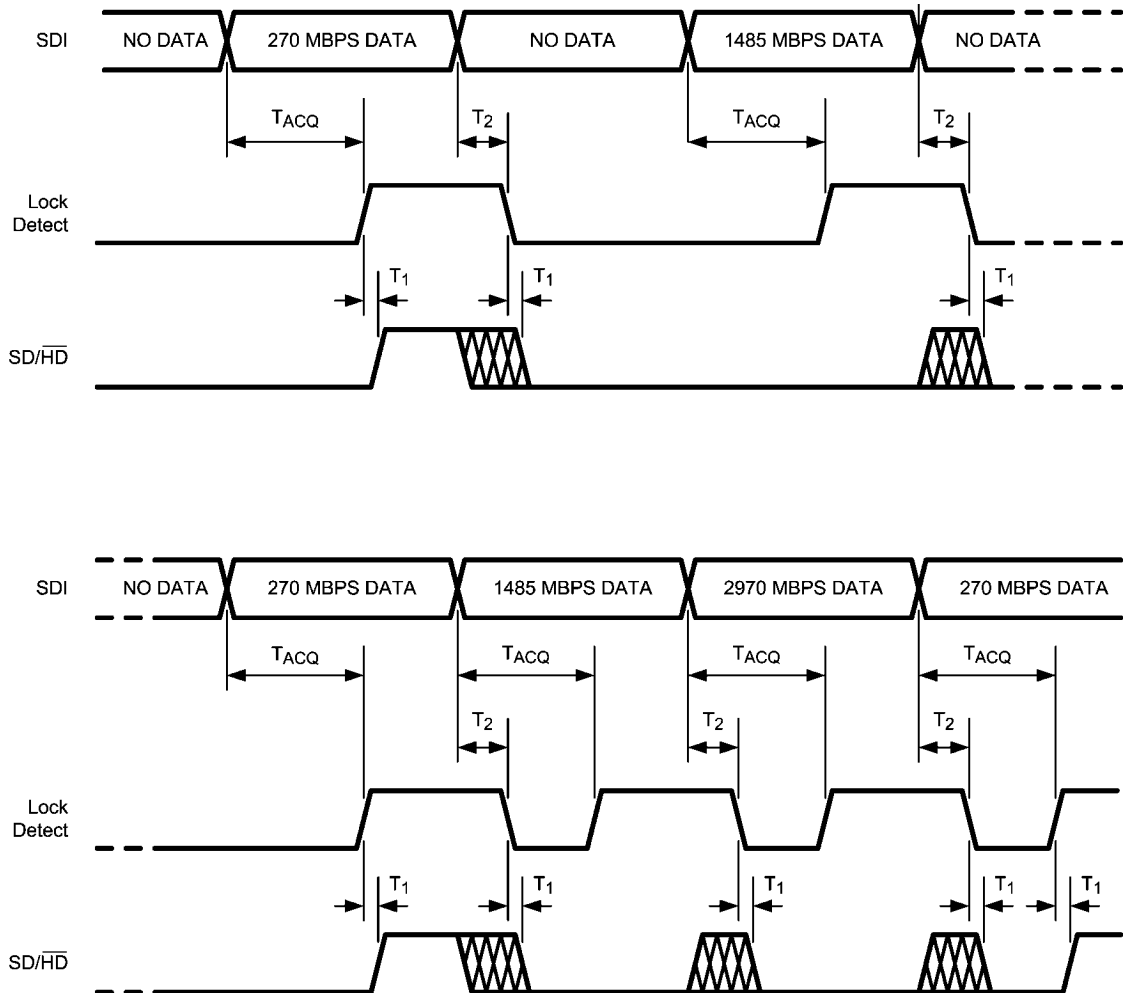 SDI NO DATA 270 MBPS DATA NO DATA 1485 MBPS DATA NO DATA
TACQ T2 TACQ T2
Lock
Detect
T1 T1 T1
SD/HD
SDI NO DATA 270 MBPS DATA 1485 MBPS DATA 2970 MBPS DATA 270 MBPS DATA
TACQ TACQ TACQ TACQ
T2 T2 T2
Lock
Detect
T1 T1 T1 T1 T1
SD/HD